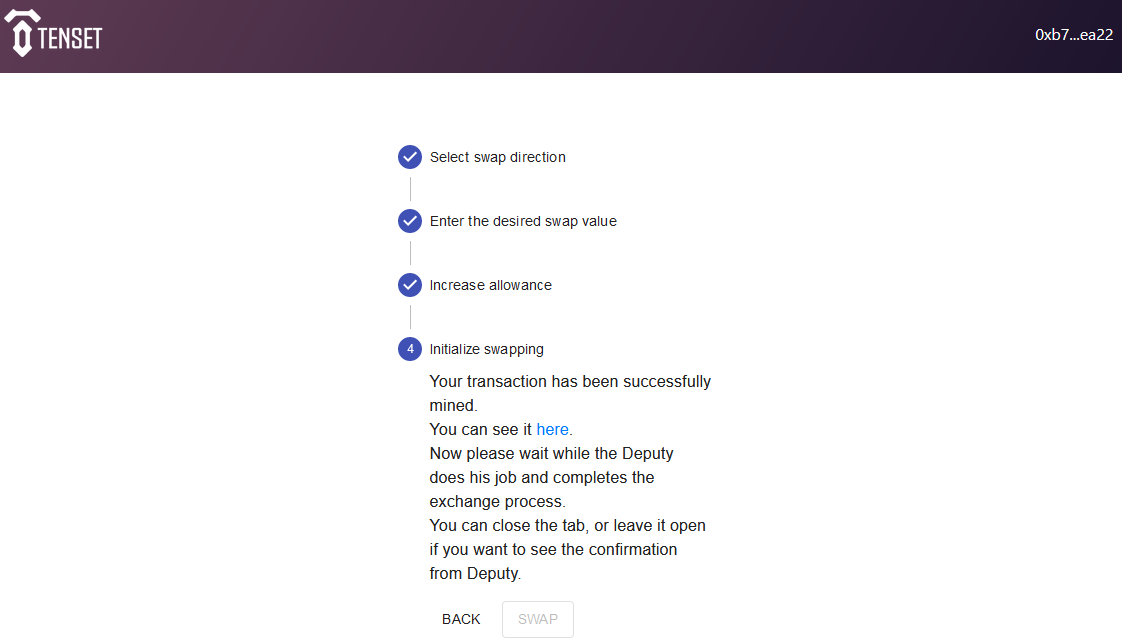 TENSET
0xb7...ea22
Select swap direction
Enter the desired swap value
Increase allowance
4 Initialize swapping
Your transaction has been successfully
mined.
You can see it here.
Now please wait while the Deputy
does his job and completes the
exchange process.
You can close the tab, or leave it open
if you want to see the confirmation
from Deputy.
BACK SWAP